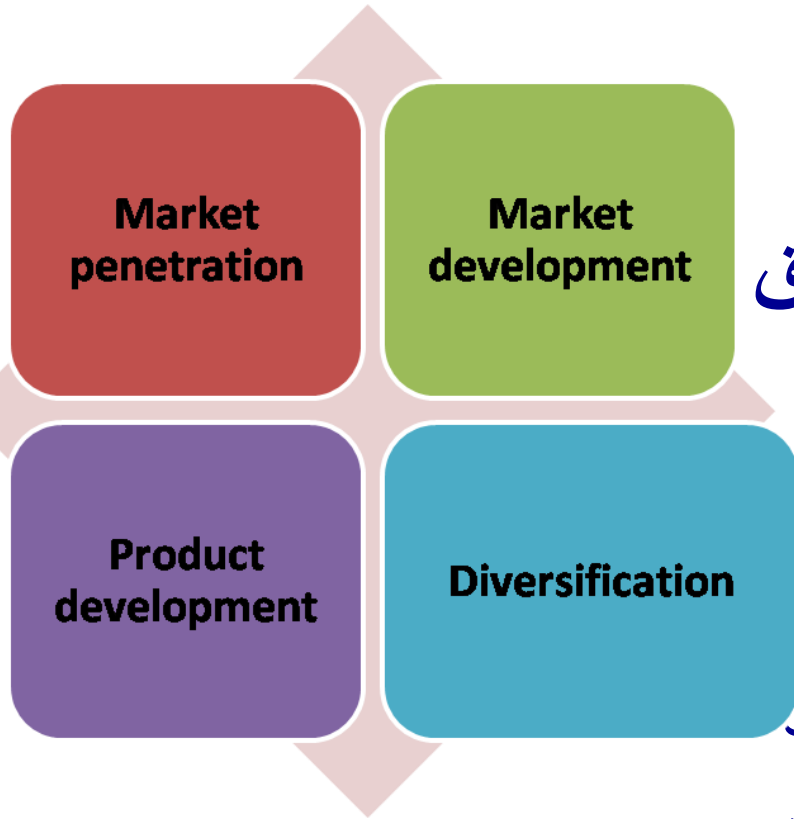 Market
penetration
Market
development
Product
development
Diversification